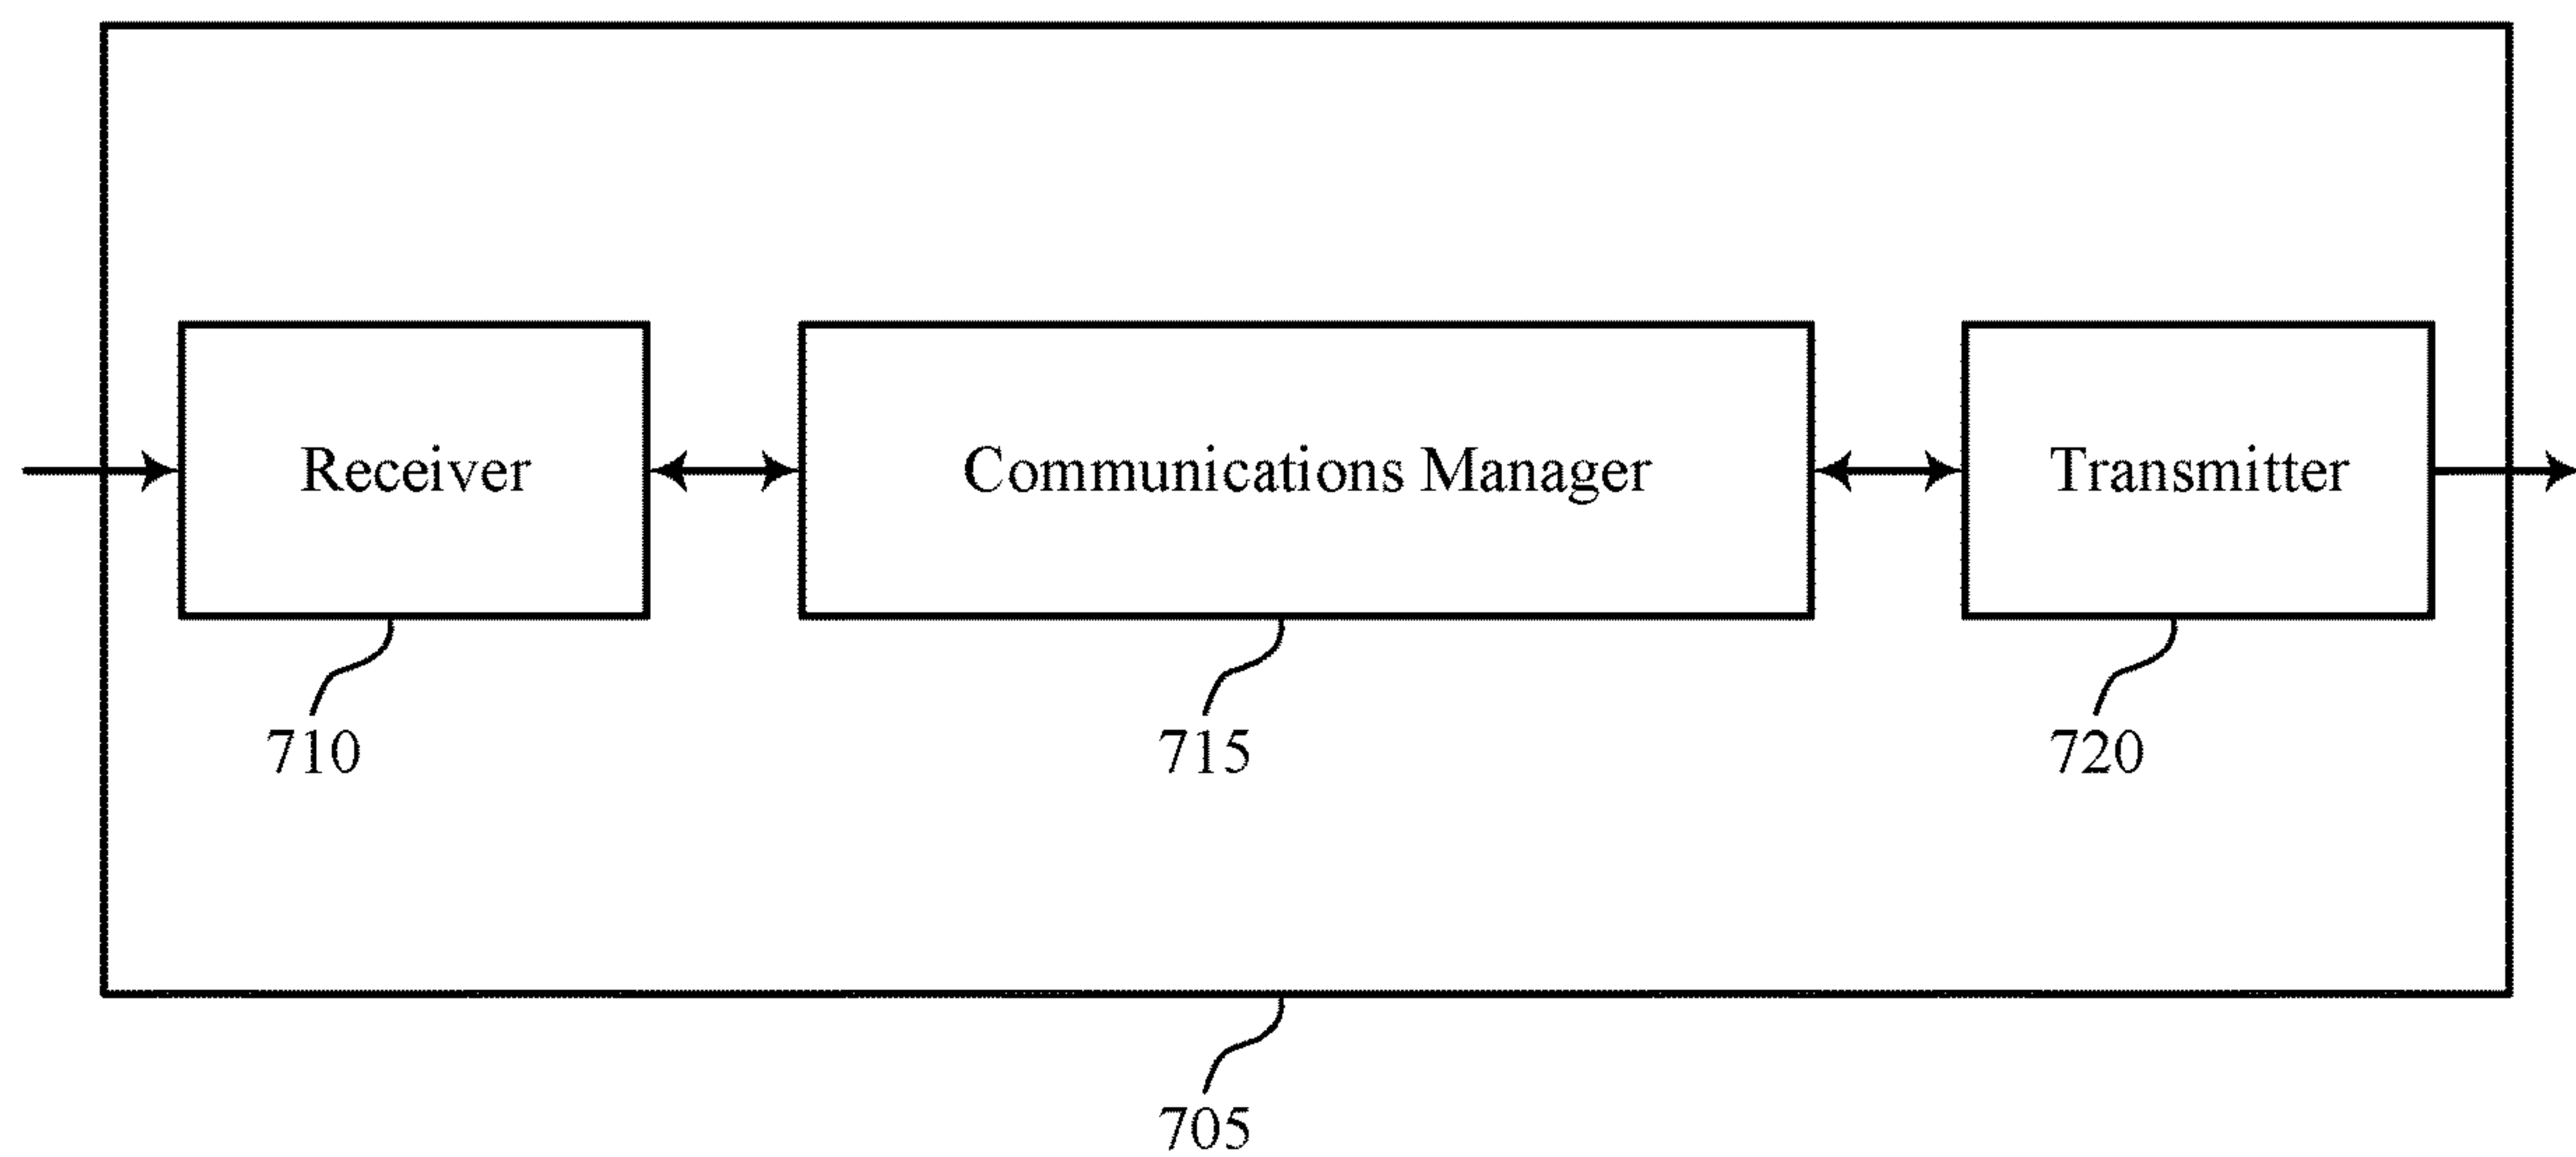 Receiver
Communications Manager
Transmitter
710
715
720
705